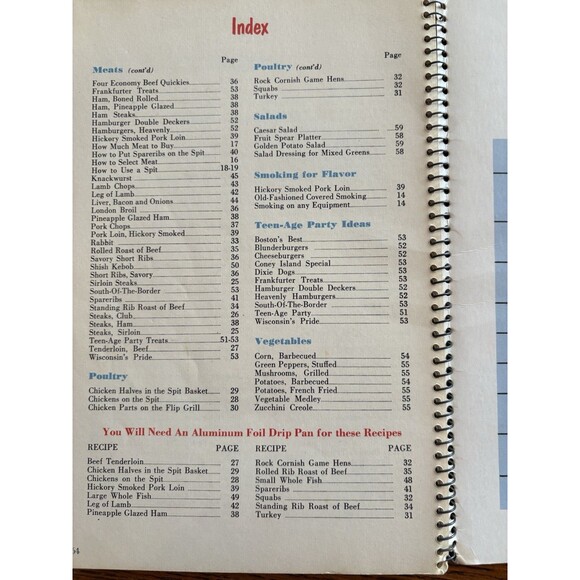 Index
Page
Meats (cont'd)
Four Economy Beef Quickies 36
Frankfurter Treats 53
Ham, Boned Rolled 38
Ham, Pineapple Glazed 38
Ham Steaks 38
Hamburger Double Deckers 52
Hamburgers, Heavenly 52
Hickory Smoked Pork Loin 39
How Much Meat to Buy 17
How to Put Spareribs on the Spit 40
How to Select Meat 16
How to Use a Spit 18-19
Knackwurst 45
Lamb Chops 43
Leg of Lamb 42
Liver, Bacon and Onions 44
London Broil 36
Pineapple Glazed Ham 38
Pork Chops 37
Pork Loin, Hickory Smoked 39
Rabbit 33
Rolled Roast of Beef 35
Savory Short Ribs 36
Shish Kebob 50
Short Ribs, Savory 36
Sirloin Steaks 25
South-Of-The-Border 53
Spareribs 41
Standing Rib Roast of Beef 34
Steaks, Club 26
Steaks, Ham 38
Steaks, Sirloin 25
Teen-Age Party Treats 51-53
Tenderloin, Beef 27
Wisconsin's Pride 53
Poultry
Chicken Halves in the Spit Basket 29
Chickens on the Spit 28
Chicken Parts on the Flip Grill 30
Page
Poultry (cont'd)
Rock Cornish Game Hens 32
Squabs 32
Turkey 31
Salads
Caesar Salad 59
Fruit Spear Platter 58
Golden Potato Salad 59
Salad Dressing for Mixed Greens 58
Smoking for Flavor
Hickory Smoked Pork Loin 39
Old-Fashioned Covered Smoking 14
Smoking on any Equipment 14
Teen-Age Party Ideas
Boston's Best 53
Blunderburgers 52
Cheeseburgers 52
Coney Island Special 53
Dixie Dogs 53
Frankfurter Treats 53
Hamburger Double Deckers 52
Heavenly Hamburgers 52
South-of-the-Border 53
Teen-Age Party 51
Wisconsin's Pride 53
Vegetables
Corn, Barbecued 54
Green Peppers, Stuffed 55
Mushrooms, Grilled 55
Potatoes, Barbecued 54
Potatoes, French Fried 55
Vegetable Medley 55
Zucchini Creole 55
You Will Need An Aluminum Foil Drip Pan for these Recipes
RECIPE PAGE
Beef Tenderloin 27
Chicken Halves in the Spit Basket 29
Chickens on the Spit 28
Hickory Smoked Pork Loin 39
Large Whole Fish 49
Leg of Lamb 42
Pineapple Glazed Ham 38
RECIPE PAGE
Rock Cornish Game Hens 32
Rolled Rib Roast of Beef 35
Small Whole Fish 48
Spareribs 41
Squabs 32
Standing Rib Roast of Beef 34
Turkey 31
64